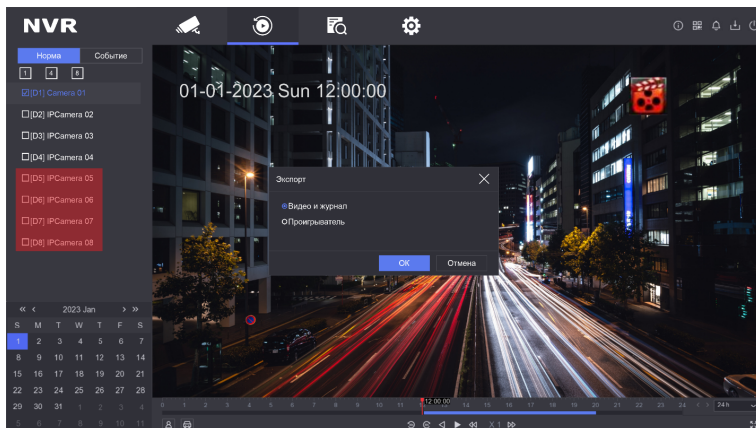 NVR
Норма Событие
1 4 8
[D1] Camera 01
[D2] IPCamera 02
[D3] IPCamera 03
[D4] IPCamera 04
[D5] IPCamera 05
[D6] IPCamera 06
[D7] IPCamera 07
[D8] IPCamera 08
01-01-2023 Sun 12:00:00
Экспорт
Видео и журнал
Проигрыватель
ОК Отмена
« ‹ 2023 Jan › »
S M T W T F S
1 2 3 4 5 6 7
8 9 10 11 12 13 14
15 16 17 18 19 20 21
22 23 24 25 26 27 28
29 30 31 1 2 3 4
5 6 7 8 9 10 11
12:00:00
0 1 2 3 4 5 6 7 8 9 10 11 13 14 15 16 17 18 19 20 21 22 23 24 24h
X 1